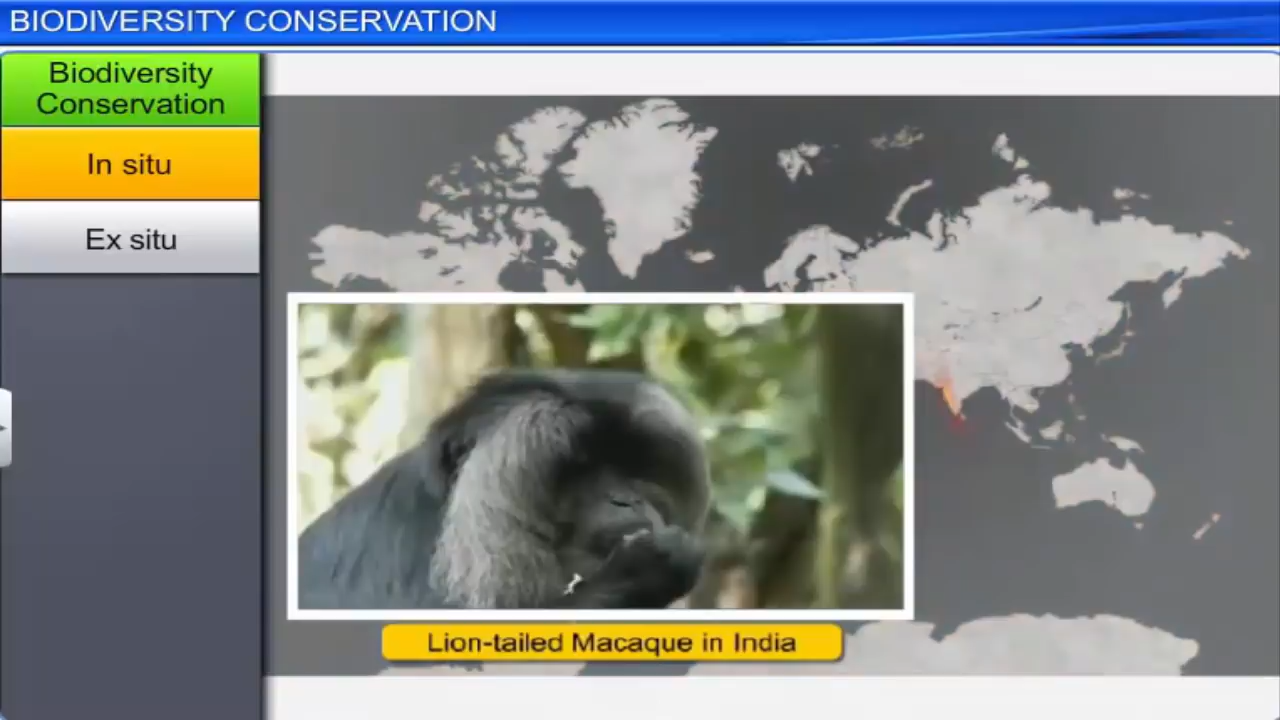 BIODIVERSITY CONSERVATION
Biodiversity
Conservation
In situ
Ex situ
Lion-tailed Macaque in India